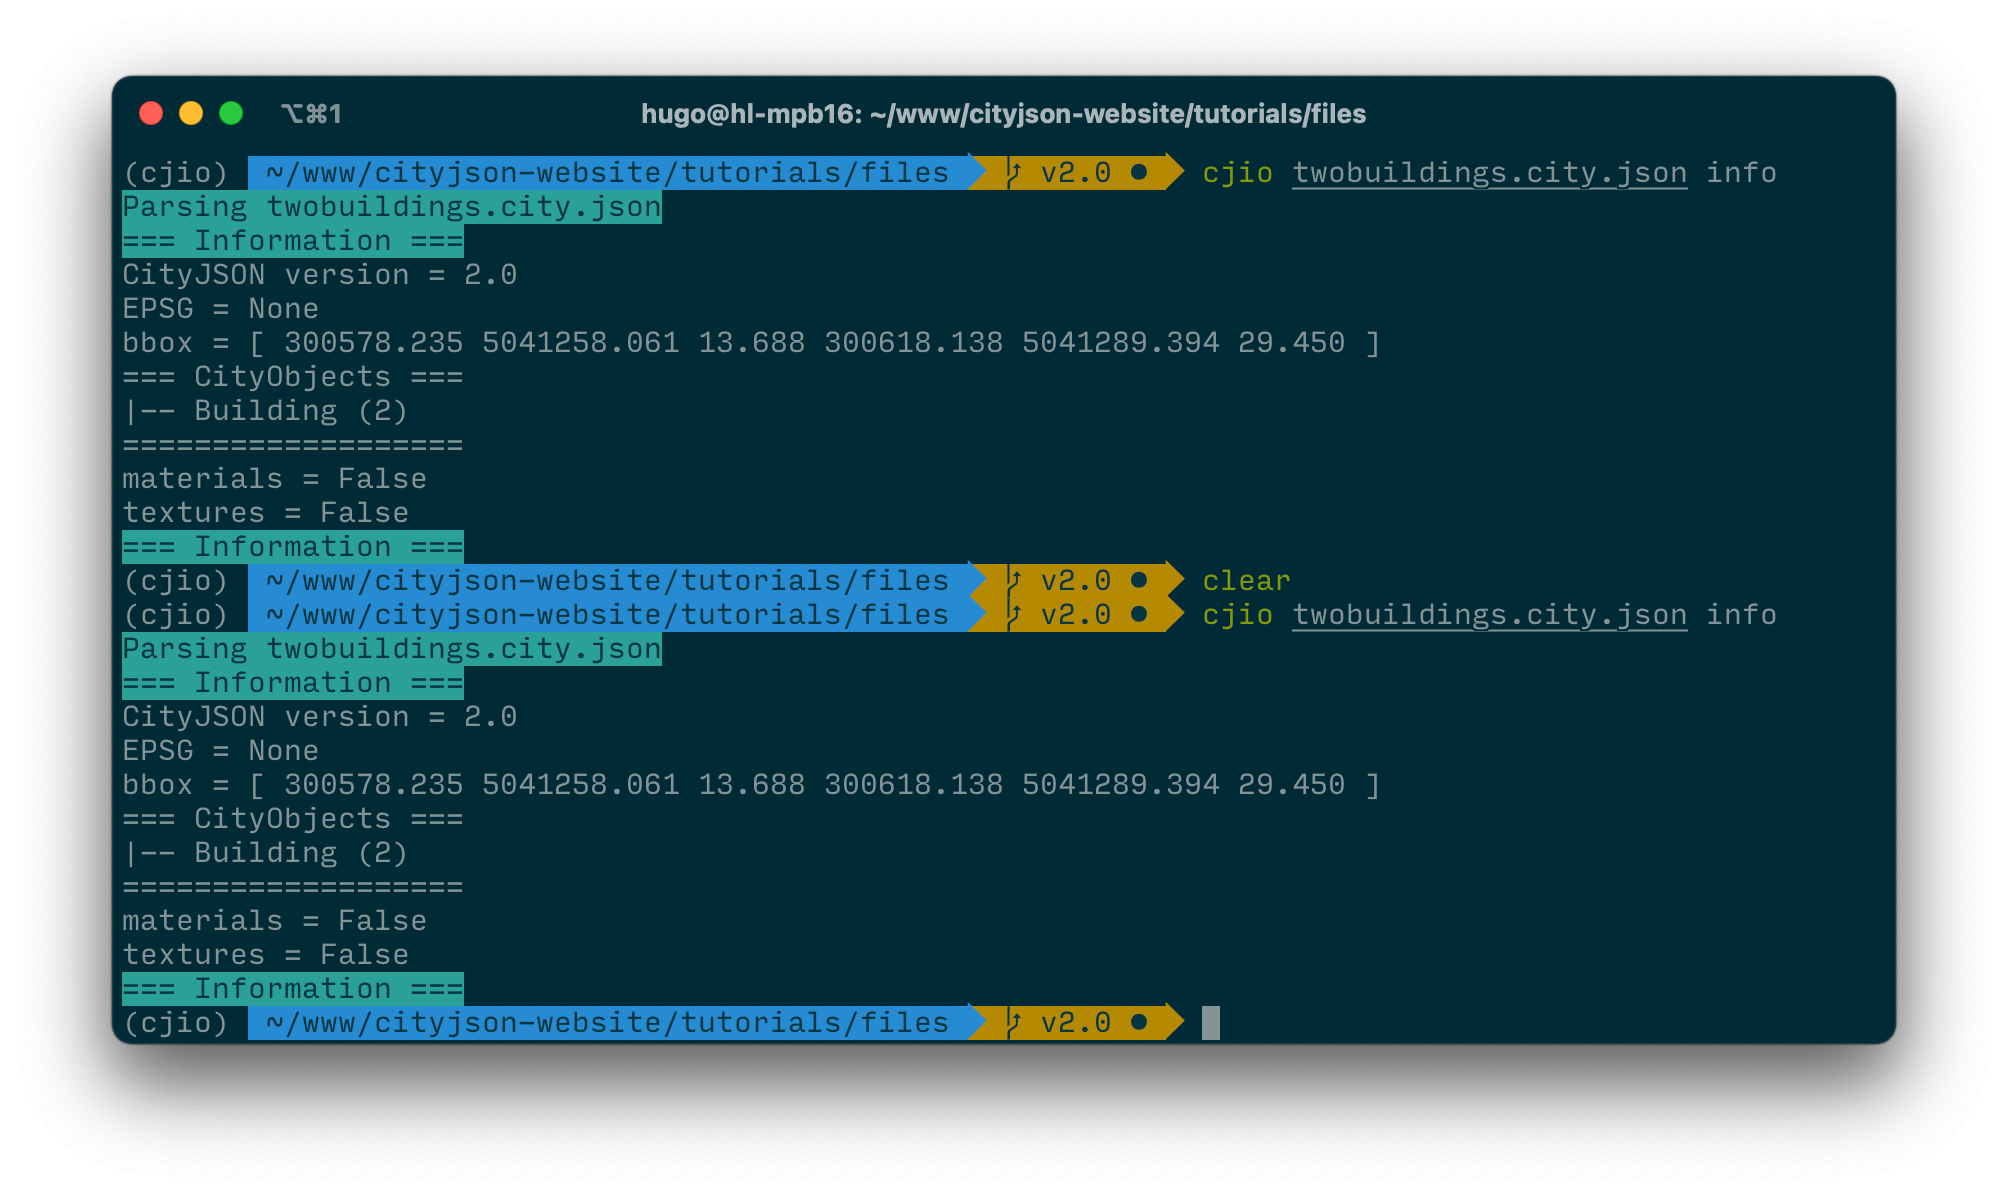 ⌥⌘1 hugo@hl-mpb16: ~/www/cityjson-website/tutorials/files
(cjio) ~/www/cityjson-website/tutorials/files v2.0 ● cjio twobuildings.city.json info
Parsing twobuildings.city.json
=== Information ===
CityJSON version = 2.0
EPSG = None
bbox = [ 300578.235 5041258.061 13.688 300618.138 5041289.394 29.450 ]
=== CityObjects ===
|-- Building (2)
===================
materials = False
textures = False
=== Information ===
(cjio) ~/www/cityjson-website/tutorials/files v2.0 ● clear
(cjio) ~/www/cityjson-website/tutorials/files v2.0 ● cjio twobuildings.city.json info
Parsing twobuildings.city.json
=== Information ===
CityJSON version = 2.0
EPSG = None
bbox = [ 300578.235 5041258.061 13.688 300618.138 5041289.394 29.450 ]
=== CityObjects ===
|-- Building (2)
===================
materials = False
textures = False
=== Information ===
(cjio) ~/www/cityjson-website/tutorials/files v2.0 ●